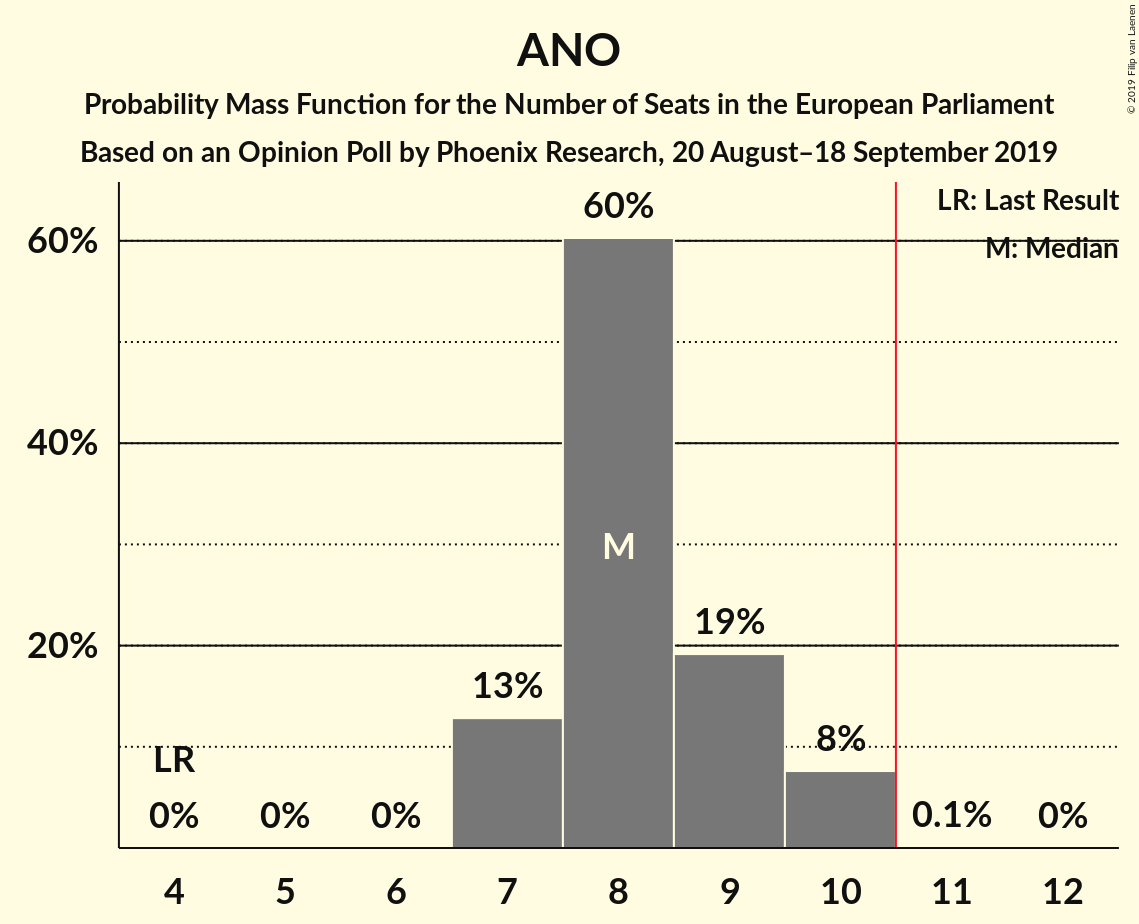 ANO
Probability Mass Function for the Number of Seats in the European Parliament
Based on an Opinion Poll by Phoenix Research, 20 August–18 September 2019
© 2019 Filip van Laenen
LR: Last Result
M: Median
60%
40%
20%
LR
0%
0%
0%
13%
60%
M
19%
8%
0.1%
0%
4 5 6 7 8 9 10 11 12